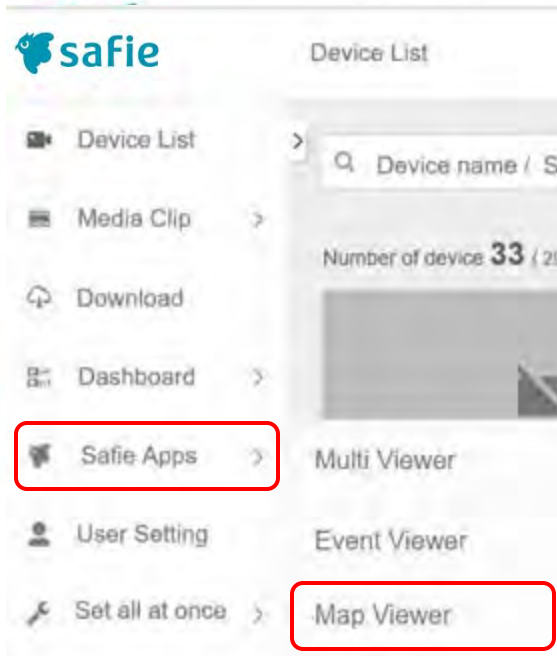 safie
Device List
Device List
Media Clip
Download
Dashboard
Safie Apps
User Setting
Set all at once
Device name / S
Number of device 33 / 29
Multi Viewer
Event Viewer
Map Viewer